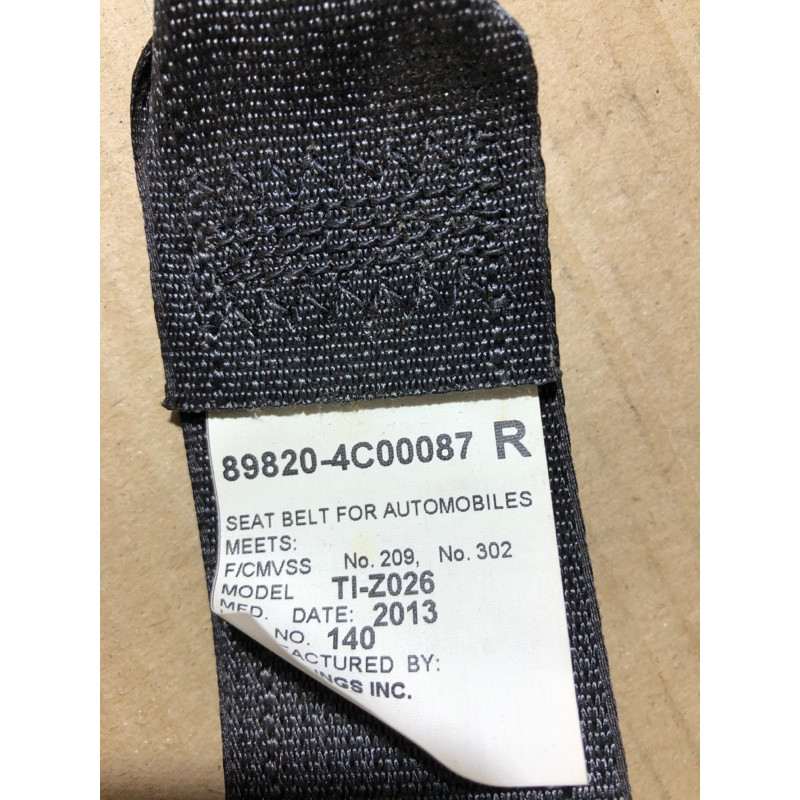 89820-4C00087 R
SEAT BELT FOR AUTOMOBILES
MEETS:
F/CMVSS No. 209, No. 302
MODEL TI-Z026
DATE: 2013
NO. 140
BY:
INC.